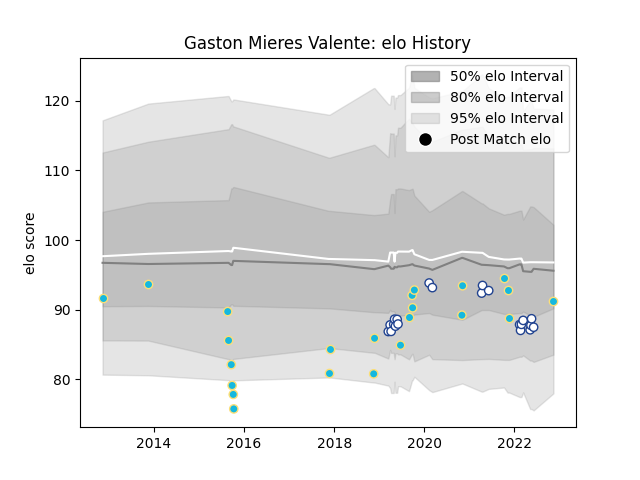 Gaston Mieres Valente: elo History
50% elo Interval
80% elo Interval
95% elo Interval
Post Match elo
elo score
120
110
100
90
80
2014
2016
2018
2020
2022